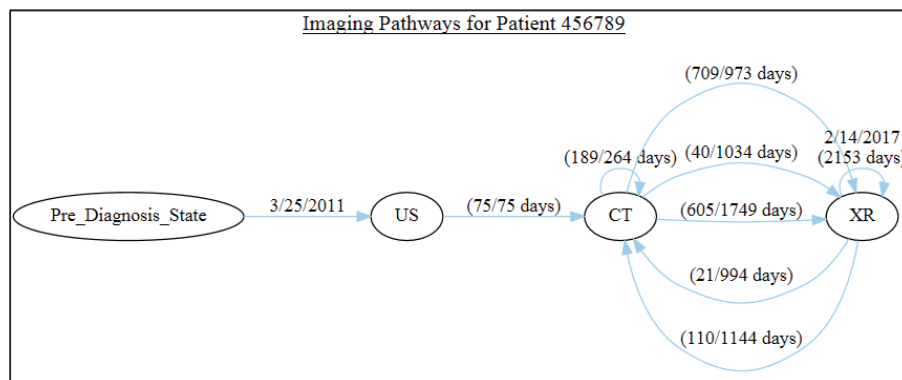 Imaging Pathways for Patient 456789
(709/973 days)
2/14/2017
(189/264 days)
(40/1034 days)
(2153 days)
Pre_Diagnosis_State
3/25/2011
US
(75/75 days)
CT
(605/1749 days)
XR
(21/994 days)
(110/1144 days)